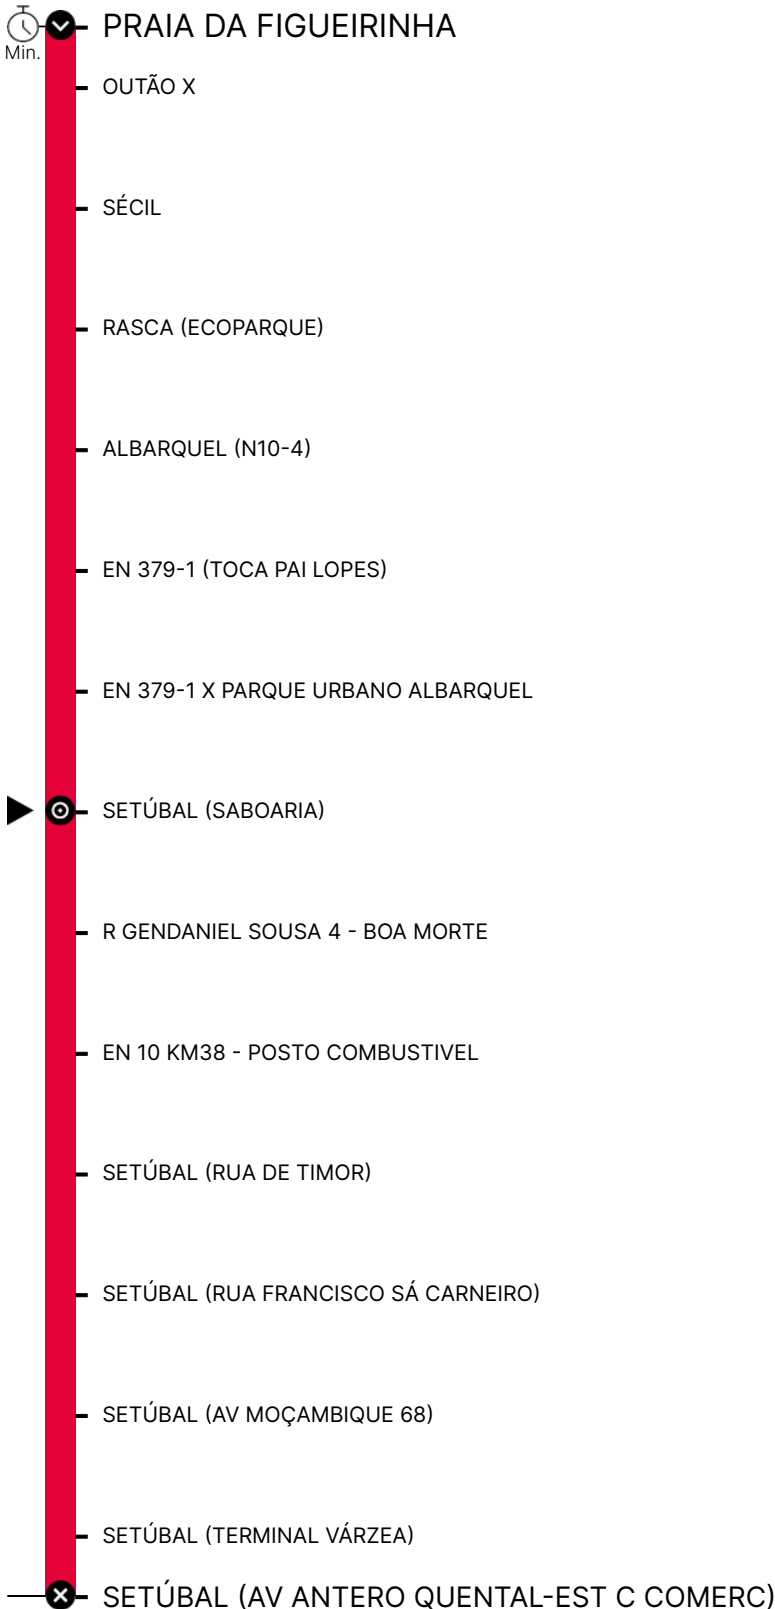 PRAIA DA FIGUEIRINHA
Min.
OUTÃO X
SÉCIL
RASCA (ECOPARQUE)
ALBARQUEL (N10-4)
EN 379-1 (TOCA PAI LOPES)
EN 379-1 X PARQUE URBANO ALBARQUEL
SETÚBAL (SABOARIA)
R GENDANIEL SOUSA 4 - BOA MORTE
EN 10 KM38 - POSTO COMBUSTIVEL
SETÚBAL (RUA DE TIMOR)
SETÚBAL (RUA FRANCISCO SÁ CARNEIRO)
SETÚBAL (AV MOÇAMBIQUE 68)
SETÚBAL (TERMINAL VÁRZEA)
SETÚBAL (AV ANTERO QUENTAL-EST C COMERC)